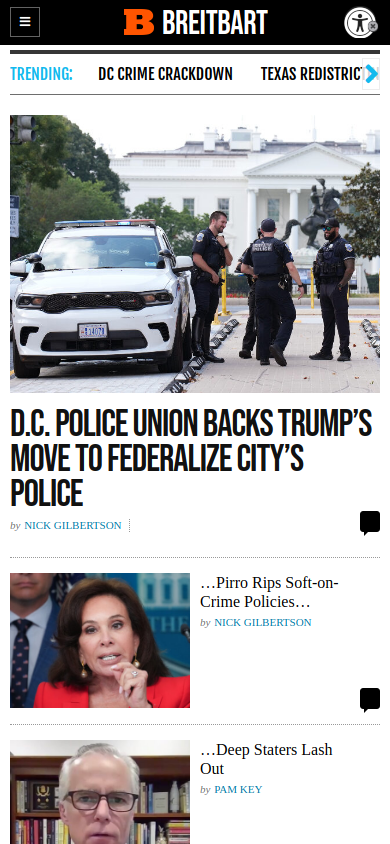 BREITBART
TRENDING:
DC CRIME CRACKDOWN
TEXAS REDISTRICT
D.C. POLICE UNION BACKS TRUMP’S
MOVE TO FEDERALIZE CITY’S
POLICE
by NICK GILBERTSON
…Pirro Rips Soft-on-
Crime Policies…
by NICK GILBERTSON
…Deep Staters Lash
Out
by PAM KEY